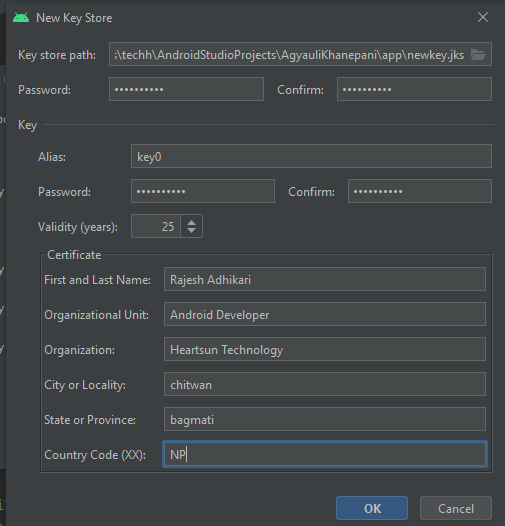 New Key Store
Key store path: :\techh\AndroidStudioProjects\AgyauliKhanepani\app\newkey.jks
Password: •••••••••• Confirm: ••••••••••
Key
Alias: key0
Password: •••••••••• Confirm: ••••••••••
Validity (years): 25
Certificate
First and Last Name: Rajesh Adhikari
Organizational Unit: Android Developer
Organization: Heartsun Technology
City or Locality: chitwan
State or Province: bagmati
Country Code (XX): NP
OK Cancel